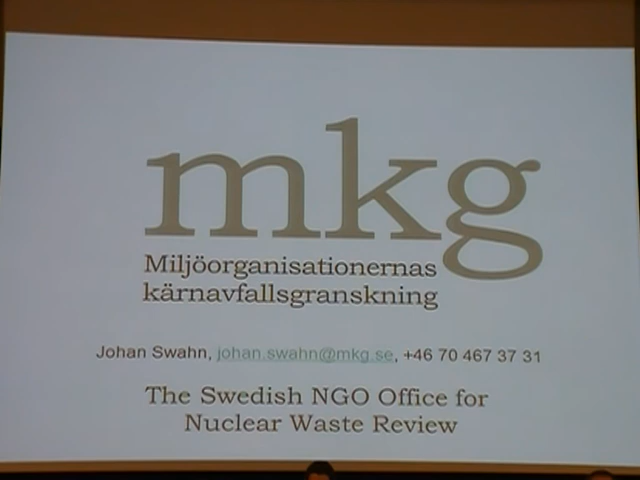 mkg
Miljöorganisationernas
kärnavfallsgranskning
Johan Swahn, johan.swahn@mkg.se, +46 70 467 37 31
The Swedish NGO Office for
Nuclear Waste Review